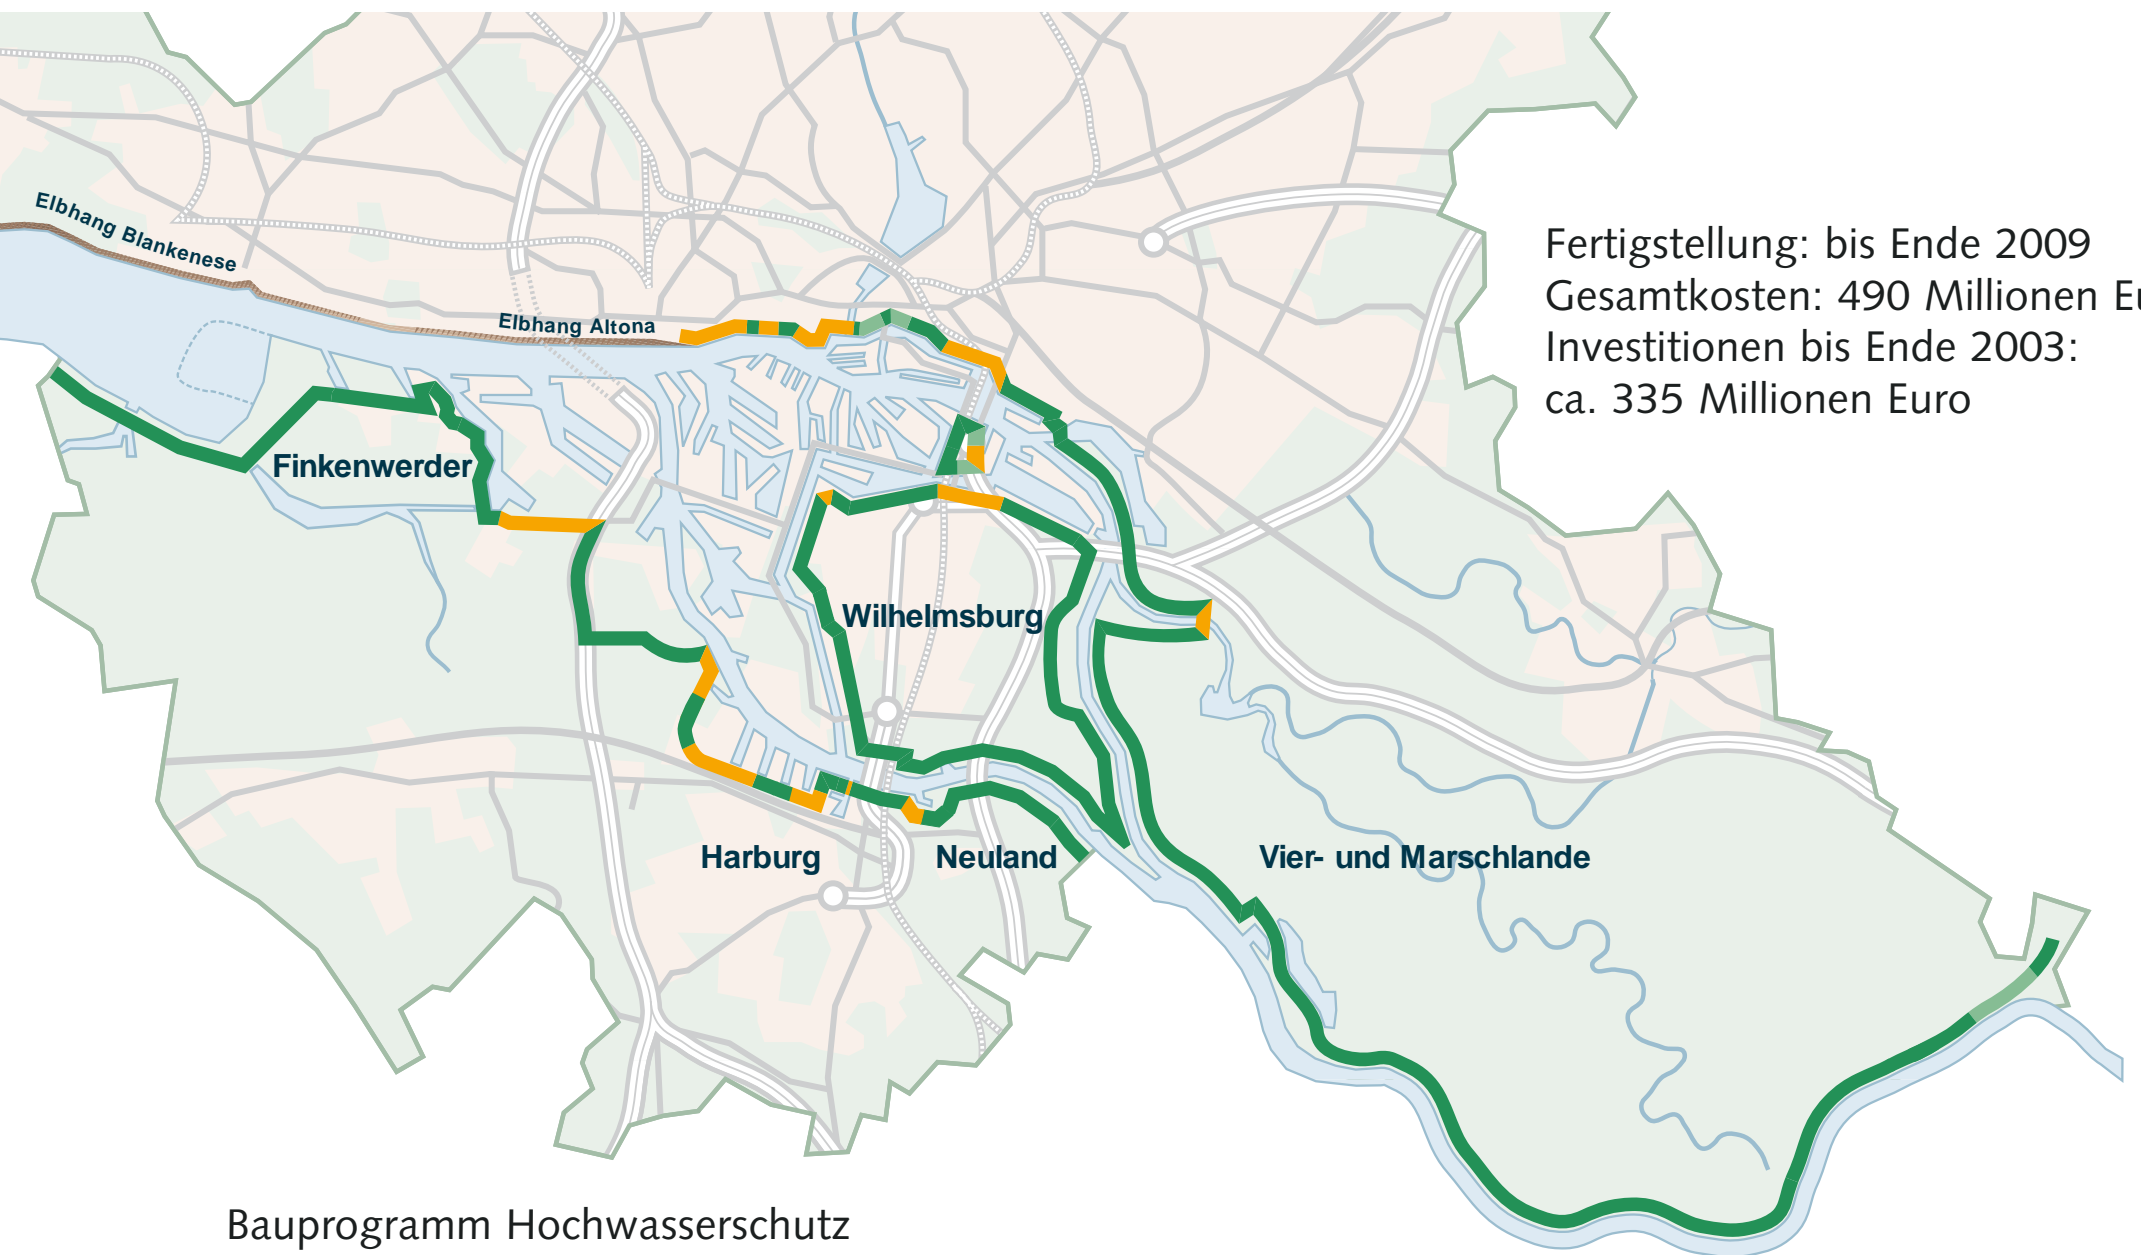 Elbhang Blankenese
Fertigstellung: bis Ende 2009
Gesamtkosten: 490 Millionen
Investitionen bis Ende 2003:
ca. 335 Millionen Euro
Elbhang Altona
Finkenwerder
Wilhelmsburg
Harburg
Neuland
Vier- und Marschlande
Bauprogramm Hochwasserschutz